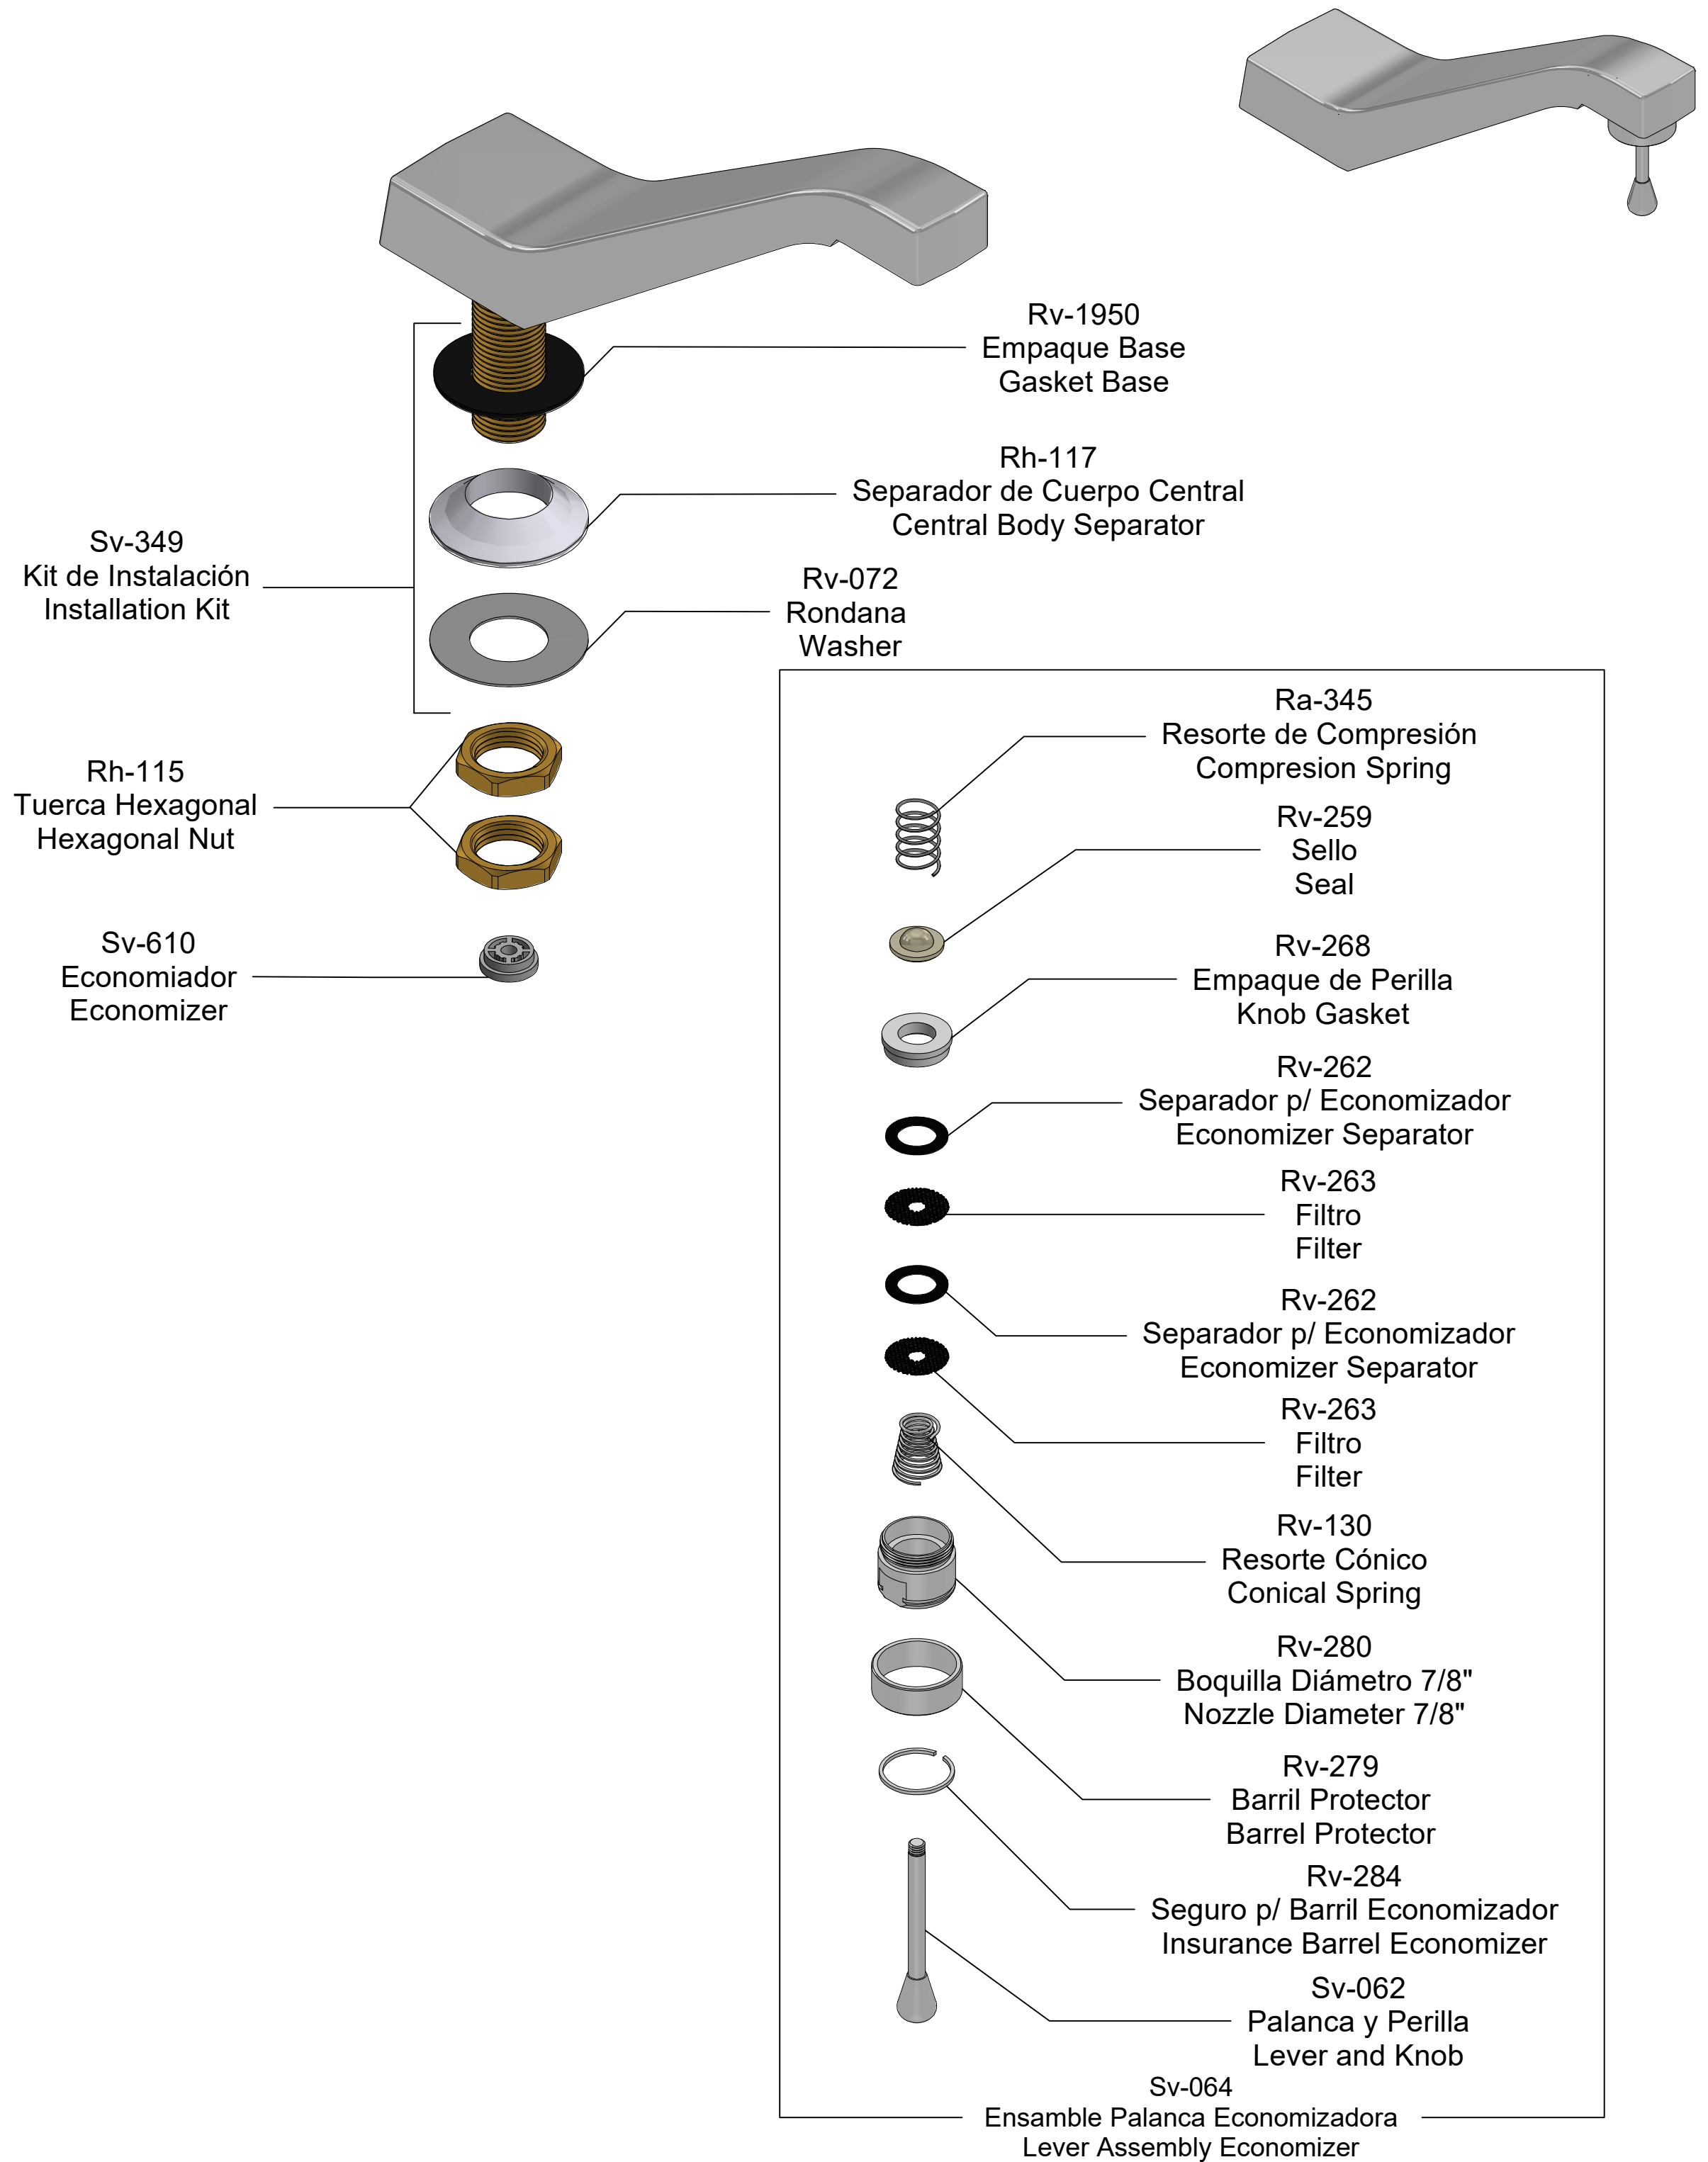 Rv-1950
Empaque Base
Gasket Base
Rh-117
Separador de Cuerpo Central
Central Body Separator
Sv-349
Kit de Instalación
Installation Kit
Rv-072
Rondana
Washer
Rh-115
Tuerca Hexagonal
Hexagonal Nut
Sv-610
Economiador
Economizer
Ra-345
Resorte de Compresión
Compresion Spring
Rv-259
Sello
Seal
Rv-268
Empaque de Perilla
Knob Gasket
Rv-262
Separador p/ Economizador
Economizer Separator
Rv-263
Filtro
Filter
Rv-262
Separador p/ Economizador
Economizer Separator
Rv-263
Filtro
Filter
Rv-130
Resorte Cónico
Conical Spring
Rv-280
Boquilla Diámetro 7/8"
Nozzle Diameter 7/8"
Rv-279
Barril Protector
Barrel Protector
Rv-284
Seguro p/ Barril Economizador
Insurance Barrel Economizer
Sv-062
Palanca y Perilla
Lever and Knob
Sv-064
Ensamble Palanca Economizadora
Lever Assembly Economizer